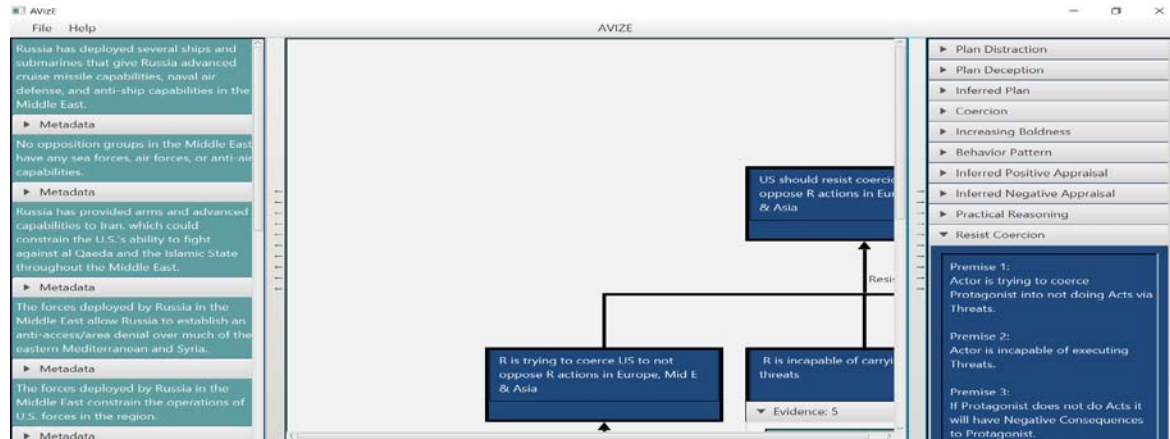 AVizE
File Help
AVIZE
Russia has deployed several ships and
submarines that give Russia advanced
cruise missile capabilities, naval air
defense, and anti-ship capabilities in the
Middle East.
Metadata
No opposition groups in the Middle East
have any sea forces, air forces, or anti-air
capabilities.
Metadata
Russia has provided arms and advanced
capabilities to Iran, which could
constrain the U.S.'s ability to fight
against al Qaeda and the Islamic State
throughout the Middle East.
Metadata
The forces deployed by Russia in the
Middle East allow Russia to establish an
anti-access/area denial over much of the
eastern Mediterranean and Syria.
Metadata
The forces deployed by Russia in the
Middle East constrain the operations of
U.S. forces in the region.
Metadata
US should resist coercio
oppose R actions in Eur
& Asia
Resis
R is trying to coerce US to not
oppose R actions in Europe, Mid E
& Asia
R is incapable of carryi
threats
Evidence: 5
Plan Distraction
Plan Deception
Inferred Plan
Coercion
Increasing Boldness
Behavior Pattern
Inferred Positive Appraisal
Inferred Negative Appraisal
Practical Reasoning
Resist Coercion
Premise 1:
Actor is trying to coerce
Protagonist into not doing Acts via
Threats.
Premise 2:
Actor is incapable of executing
Threats.
Premise 3:
If Protagonist does not do Acts it
will have Negative Consequences
to Protagonist.